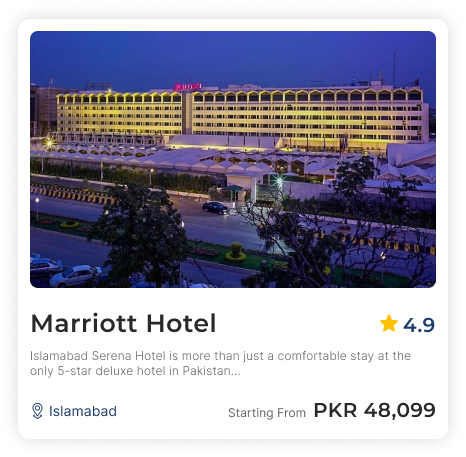 Marriott Hotel
4.9
Islamabad Serena Hotel is more than just a comfortable stay at the
only 5-star deluxe hotel in Pakistan...
Islamabad
Starting From PKR 48,099